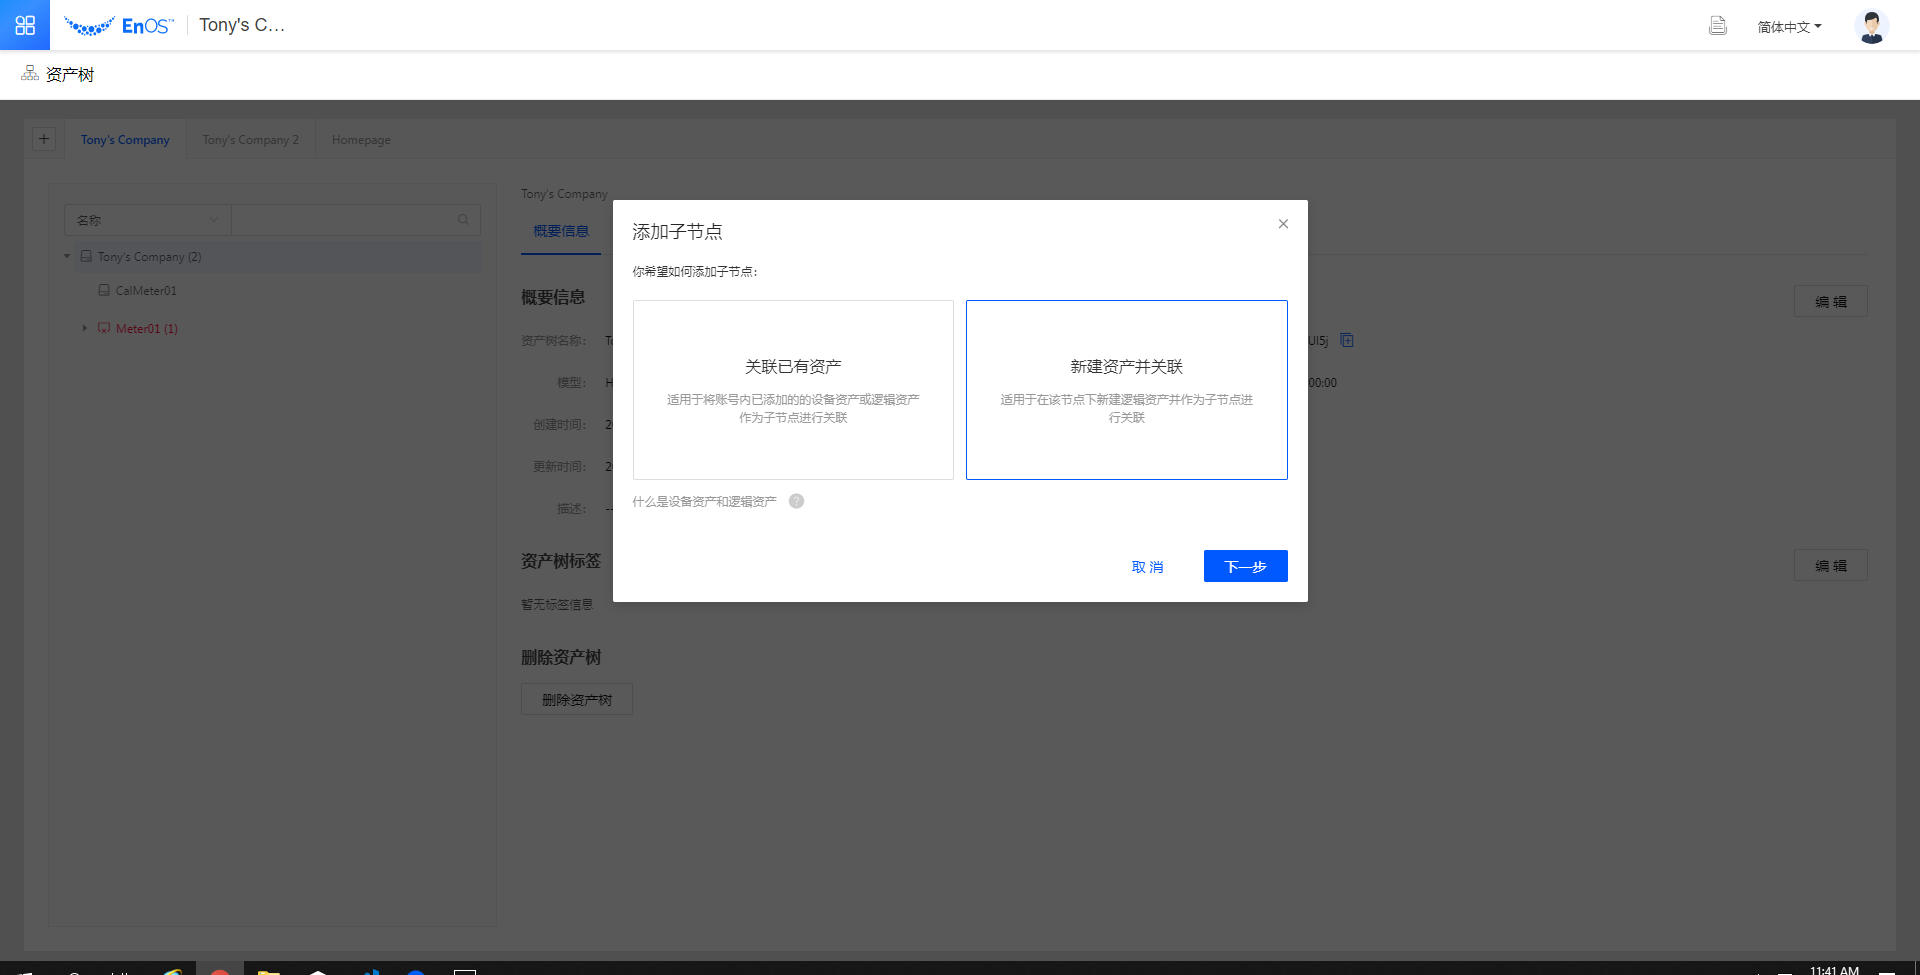 EnOS™
Tony's C...
简体中文
资产树
Tony's Company
Tony's Company 2
Homepage
名称
Tony's Company (2)
CalMeter01
Meter01 (1)
Tony's Company
概要信息
概要信息
编 辑
资产树名称:
UI5j
模型:
00:00
创建时间:
更新时间:
描述:
资产树标签
编 辑
暂无标签信息
删除资产树
删除资产树
添加子节点
你希望如何添加子节点:
关联已有资产
适用于将账号内已添加的的设备资产或逻辑资产
作为子节点进行关联
新建资产并关联
适用于在该节点下新建逻辑资产并作为子节点进
行关联
什么是设备资产和逻辑资产
?
取 消
下一步
11:41 AM